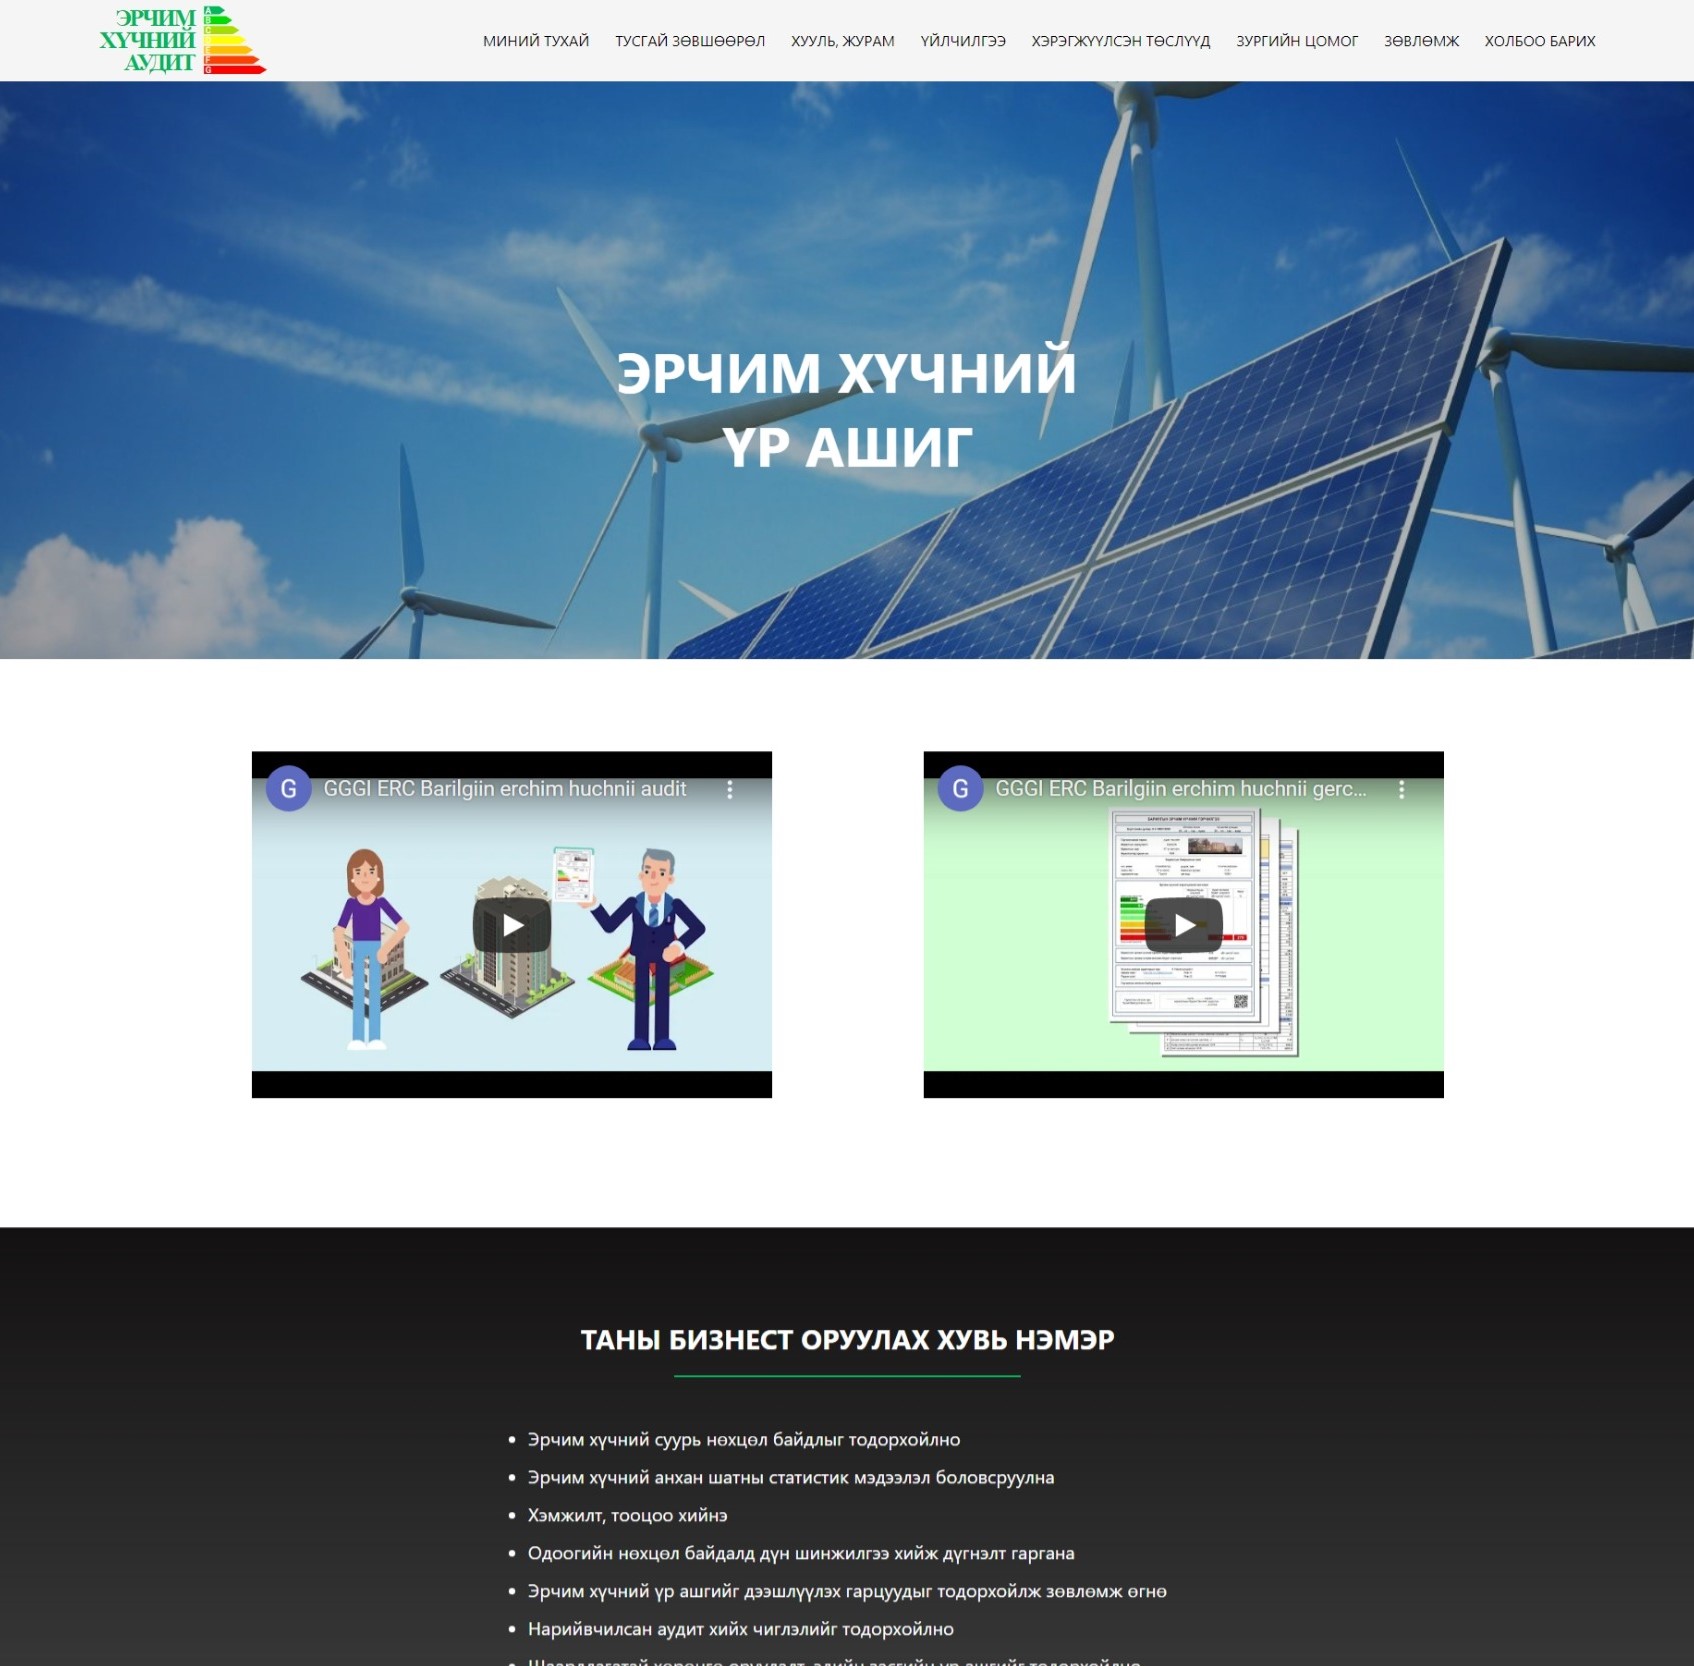 ЭРЧИМ
ХҮЧНИЙ
АУДИТ
A
B
C
G
МИНИЙ ТУХАЙ ТУСГАЙ ЗӨВШӨӨРӨЛ ХУУЛЬ, ЖУРАМ ҮЙЛЧИЛГЭЭ ХЭРЭГЖҮҮЛСЭН ТӨСЛҮҮД ЗУРГИЙН ЦОМОГ ЗӨВЛӨМЖ ХОЛБОО БАРИХ
ЭРЧИМ ХҮЧНИЙ
ҮР АШИГ
G GGGI ERC Barilgiin erchim huchnii audit
G GGGI ERC Barilgiin erchim huchnii gerc...
ТАНЫ БИЗНЕСТ ОРУУЛАХ ХУВЬ НЭМЭР
Эрчим хүчний суурь нөхцөл байдлыг тодорхойлно
Эрчим хүчний анхан шатны статистик мэдээлэл боловсруулна
Хэмжилт, тооцоо хийнэ
Одоогийн нөхцөл байдалд дүн шинжилгээ хийж дүгнэлт гаргана
Эрчим хүчний үр ашгийг дээшлүүлэх гарцуудыг тодорхойлж зөвлөмж өгнө
Нарийвчилсан аудит хийх чиглэлийг тодорхойлно